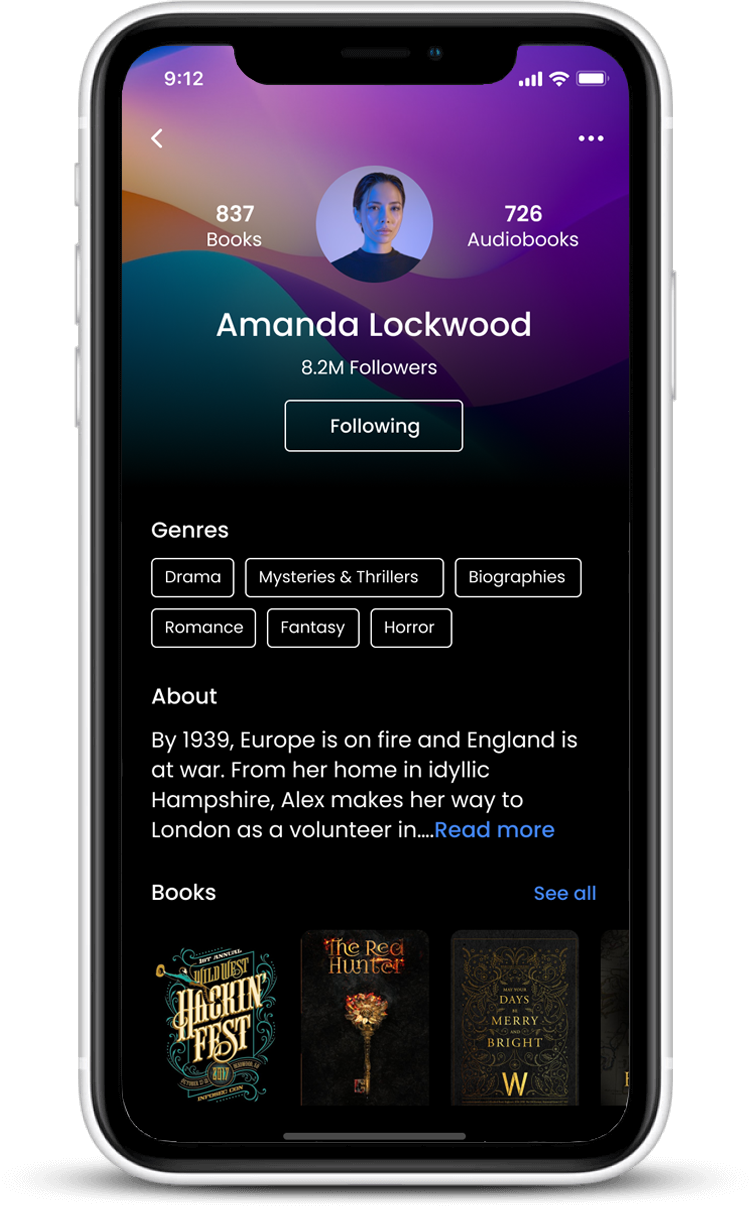 9:12
837
Books
726
Audiobooks
Amanda Lockwood
8.2M Followers
Following
Genres
Drama
Mysteries & Thrillers
Biographies
Romance
Fantasy
Horror
About
By 1939, Europe is on fire and England is
at war. From her home in idyllic
Hampshire, Alex makes her way to
London as a volunteer in....Read more
Books
See all
1ST ANNUAL
WILD WEST
HACKIN'
FEST
2017
The Red
Hunter
MAY YOUR
DAYS
BE
MERRY
AND
BRIGHT
W